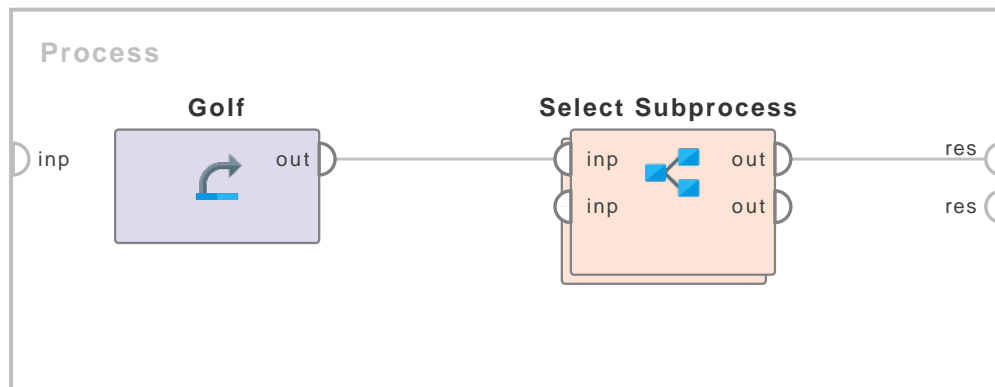 Process
Golf
Select Subprocess
inp
out
inp
out
res
inp
out
res